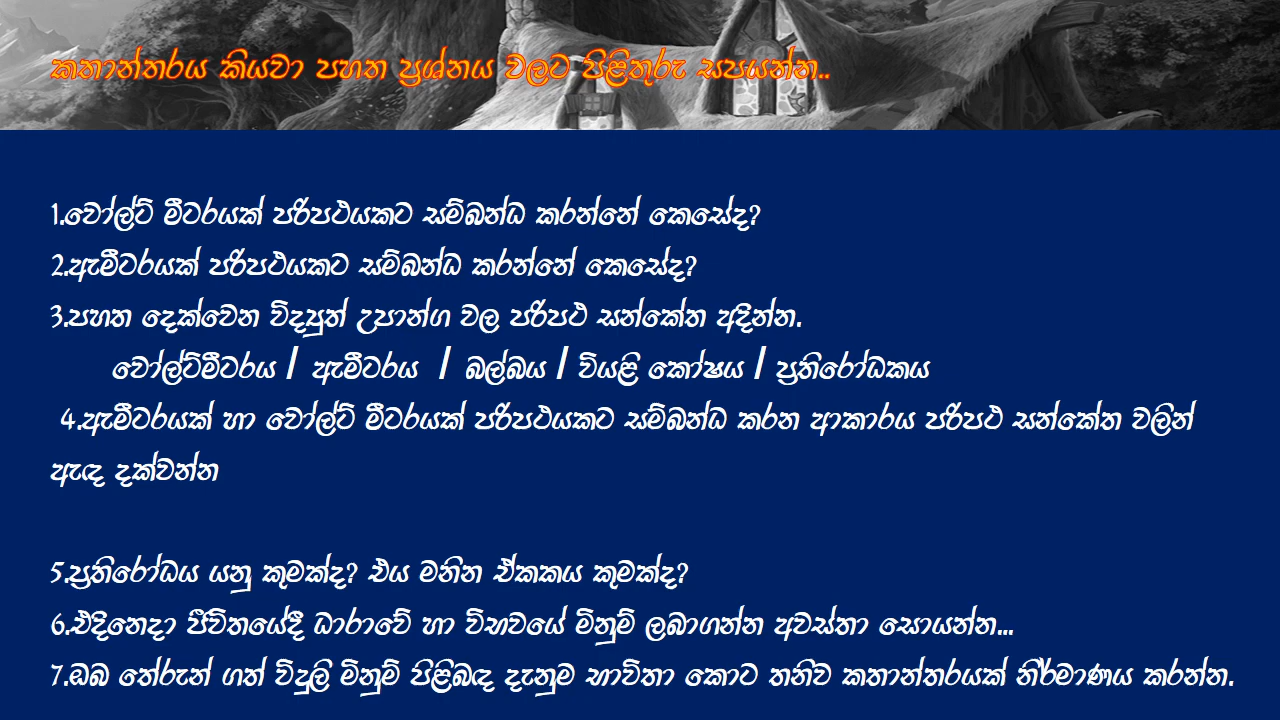 කතාන්තරය කියවා පහත ප්‍රශ්නය වලට පිළිතුරු සපයන්න..
1.වෝල්ට් මීටරයක් පරිපථයකට සම්බන්ධ කරන්නේ කෙසේද?
2.ඇමීටරයක් පරිපථයකට සම්බන්ධ කරන්නේ කෙසේද?
3.පහත දෙක්වෙන විද්‍යුත් උපාන්ග වල පරිපථ සන්කේත අදින්න.
වෝල්ට්මීටරය / ඇමීටරය / බල්බය / වියළි කෝෂය / ප්‍රතිරෝධකය
4.ඇමීටරයක් හා වෝල්ට් මීටරයක් පරිපථයකට සම්බන්ධ කරන ආකාරය පරිපථ සන්කේත වලින්
ඇඳ දක්වන්න
5.ප්‍රතිරෝධය යනු කුමක්ද? එය මනින ඒකකය කුමක්ද?
6.එදිනෙදා ජීවිතයේදී ධාරාවේ හා විභවයේ මිනුම් ලබාගන්න අවස්තා සොයන්න...
7.ඔබ තේරුන් ගත් විදුලි මිනුම් පිළිබඳ දැනුම භාවිතා කොට තනිව කතාන්තරයක් නිර්මාණය කරන්න.